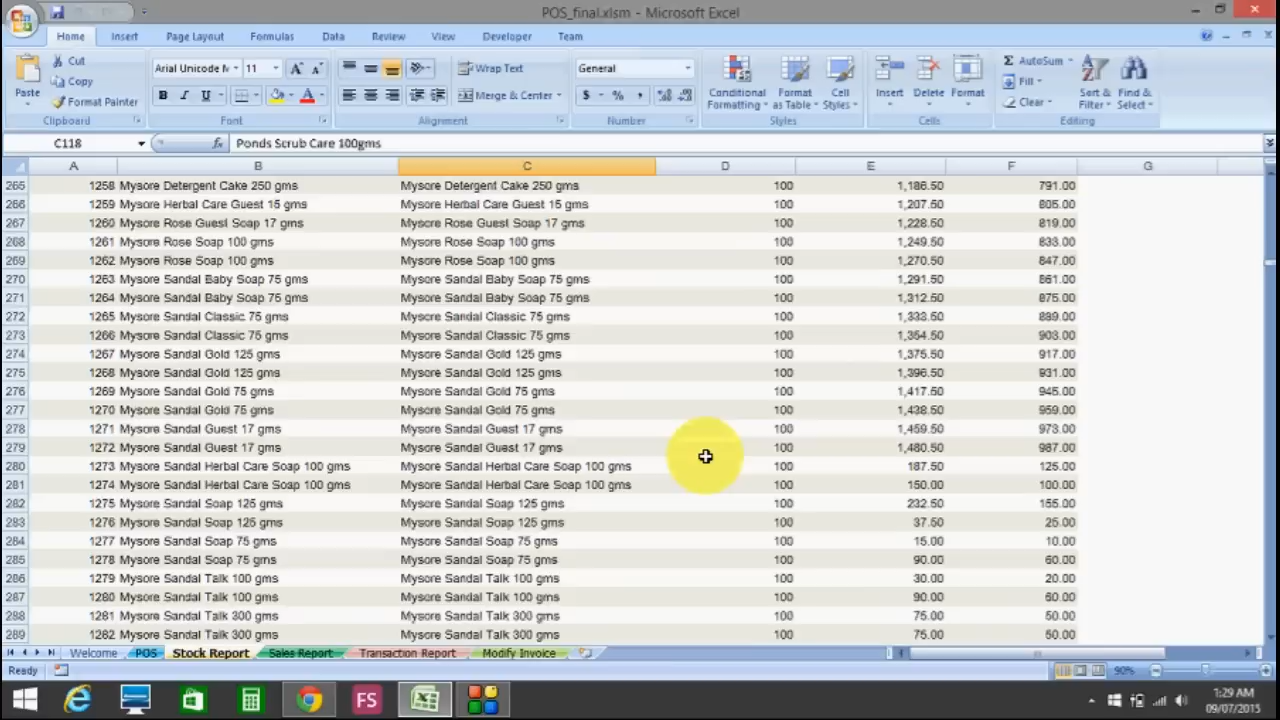 POS_final.xlsm - Microsoft Excel
Home Insert Page Layout Formulas Data Review View Developer Team
Cut
Copy
Format Painter
Paste
Clipboard
Arial Unicode M 11
B I U
Font
Wrap Text
Merge & Center
Alignment
General
$ % ,
Number
Conditional Formatting
Format as Table
Cell Styles
Styles
Insert Delete Format
Cells
AutoSum
Fill
Clear
Sort & Filter
Find & Select
Editing
C118 fx Ponds Scrub Care 100gms
A B C D E F G
265 1258 Mysore Detergent Cake 250 gms Mysore Detergent Cake 250 gms 100 1,186.50 791.00
266 1259 Mysore Herbal Care Guest 15 gms Mysore Herbal Care Guest 15 gms 100 1,207.50 805.00
267 1260 Mysore Rose Guest Soap 17 gms Mysore Rose Guest Soap 17 gms 100 1,228.50 819.00
268 1261 Mysore Rose Soap 100 gms Mysore Rose Soap 100 gms 100 1,249.50 833.00
269 1262 Mysore Rose Soap 100 gms Mysore Rose Soap 100 gms 100 1,270.50 847.00
270 1263 Mysore Sandal Baby Soap 75 gms Mysore Sandal Baby Soap 75 gms 100 1,291.50 861.00
271 1264 Mysore Sandal Baby Soap 75 gms Mysore Sandal Baby Soap 75 gms 100 1,312.50 875.00
272 1265 Mysore Sandal Classic 75 gms Mysore Sandal Classic 75 gms 100 1,333.50 889.00
273 1266 Mysore Sandal Classic 75 gms Mysore Sandal Classic 75 gms 100 1,354.50 903.00
274 1267 Mysore Sandal Gold 125 gms Mysore Sandal Gold 125 gms 100 1,375.50 917.00
275 1268 Mysore Sandal Gold 125 gms Mysore Sandal Gold 125 gms 100 1,396.50 931.00
276 1269 Mysore Sandal Gold 75 gms Mysore Sandal Gold 75 gms 100 1,417.50 945.00
277 1270 Mysore Sandal Gold 75 gms Mysore Sandal Gold 75 gms 100 1,438.50 959.00
278 1271 Mysore Sandal Guest 17 gms Mysore Sandal Guest 17 gms 100 1,459.50 973.00
279 1272 Mysore Sandal Guest 17 gms Mysore Sandal Guest 17 gms 100 1,480.50 987.00
280 1273 Mysore Sandal Herbal Care Soap 100 gms Mysore Sandal Herbal Care Soap 100 gms 100 187.50 125.00
281 1274 Mysore Sandal Herbal Care Soap 100 gms Mysore Sandal Herbal Care Soap 100 gms 100 150.00 100.00
282 1275 Mysore Sandal Soap 125 gms Mysore Sandal Soap 125 gms 100 232.50 155.00
283 1276 Mysore Sandal Soap 125 gms Mysore Sandal Soap 125 gms 100 37.50 25.00
284 1277 Mysore Sandal Soap 75 gms Mysore Sandal Soap 75 gms 100 15.00 10.00
285 1278 Mysore Sandal Soap 75 gms Mysore Sandal Soap 75 gms 100 90.00 60.00
286 1279 Mysore Sandal Talk 100 gms Mysore Sandal Talk 100 gms 100 30.00 20.00
287 1280 Mysore Sandal Talk 100 gms Mysore Sandal Talk 100 gms 100 90.00 60.00
288 1281 Mysore Sandal Talk 300 gms Mysore Sandal Talk 300 gms 100 75.00 50.00
289 1282 Mysore Sandal Talk 300 gms Mysore Sandal Talk 300 gms 100 75.00 50.00
Welcome POS Stock Report Sales Report Transaction Report Modify Invoice
Ready 90%
FS
1:29 AM
09/07/2015